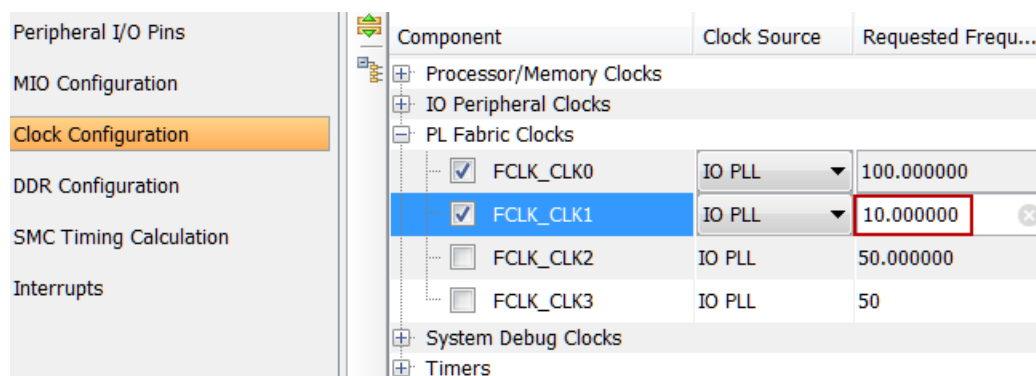 Peripheral I/O Pins
MIO Configuration
Clock Configuration
DDR Configuration
SMC Timing Calculation
Interrupts
Component Clock Source Requested Frequ...
Processor/Memory Clocks
IO Peripheral Clocks
PL Fabric Clocks
FCLK_CLK0 IO PLL 100.000000
FCLK_CLK1 IO PLL 10.000000
FCLK_CLK2 IO PLL 50.000000
FCLK_CLK3 IO PLL 50
System Debug Clocks
Timers